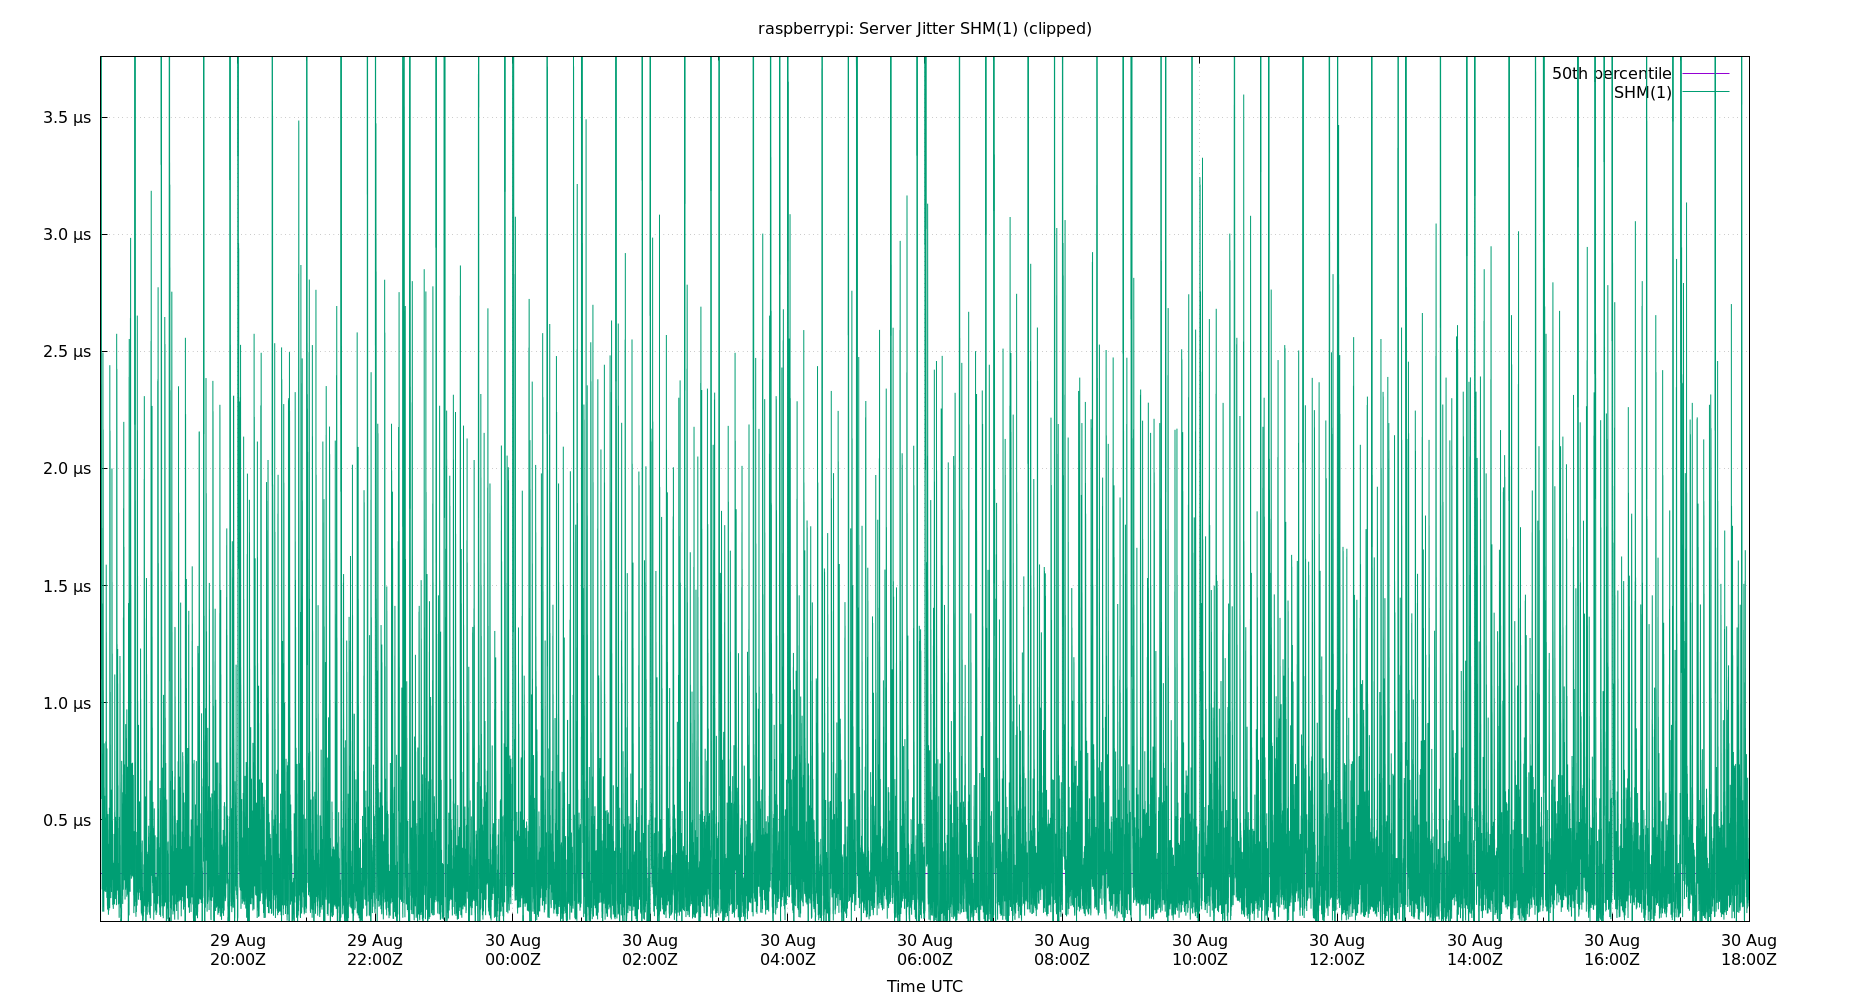 raspberrypi: Server Jitter SHM(1) (clipped)
50th percentile
SHM(1)
3.5 µs
3.0 µs
2.5 µs
2.0 µs
1.5 µs
1.0 µs
0.5 µs
29 Aug 29 Aug 30 Aug 30 Aug 30 Aug 30 Aug 30 Aug 30 Aug 30 Aug 30 Aug 30 Aug 30 Aug
20:00Z 22:00Z 00:00Z 02:00Z 04:00Z 06:00Z 08:00Z 10:00Z 12:00Z 14:00Z 16:00Z 18:00Z
Time UTC